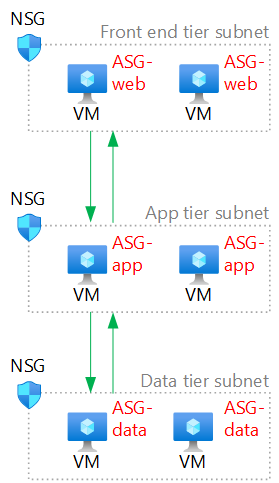 NSG
Front end tier subnet
ASG-
web
VM
ASG-
web
VM
NSG
App tier subnet
ASG-
app
VM
ASG-
app
VM
NSG
Data tier subnet
ASG-
data
VM
ASG-
data
VM